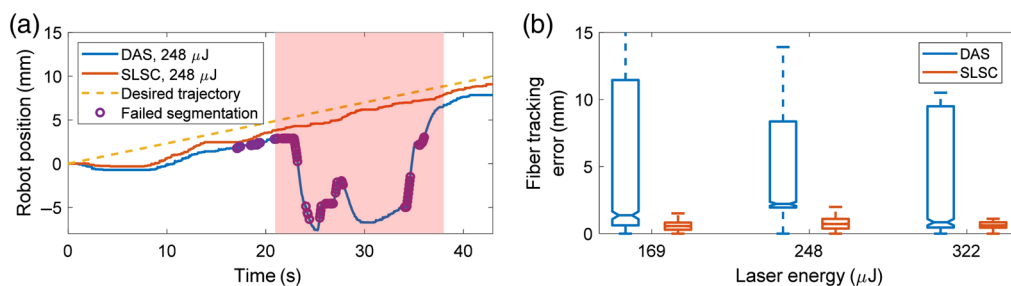 (a)
15
10
5
0
−5
0
10
20
30
40
Robot position (mm)
Time (s)
DAS, 248 μJ
SLSC, 248 μJ
Desired trajectory
Failed segmentation
(b)
15
10
5
0
169
248
322
Fiber tracking
error (mm)
Laser energy (μJ)
DAS
SLSC